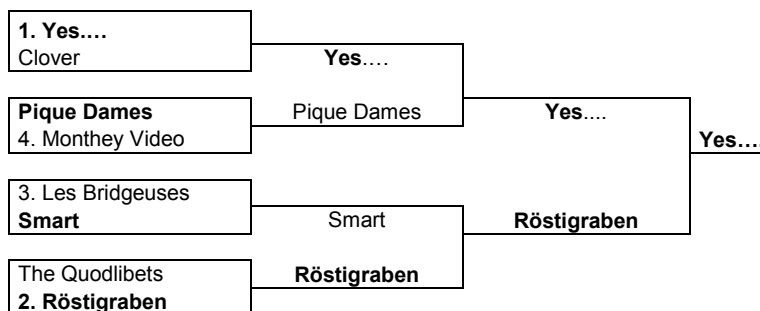 1. Yes.…
Clover
Pique Dames
4. Monthey Video
3. Les Bridgeuses
Smart
The Quodlibets
2. Röstigraben
Yes.…
Pique Dames
Smart
Röstigraben
Yes....
Röstigraben
Yes….